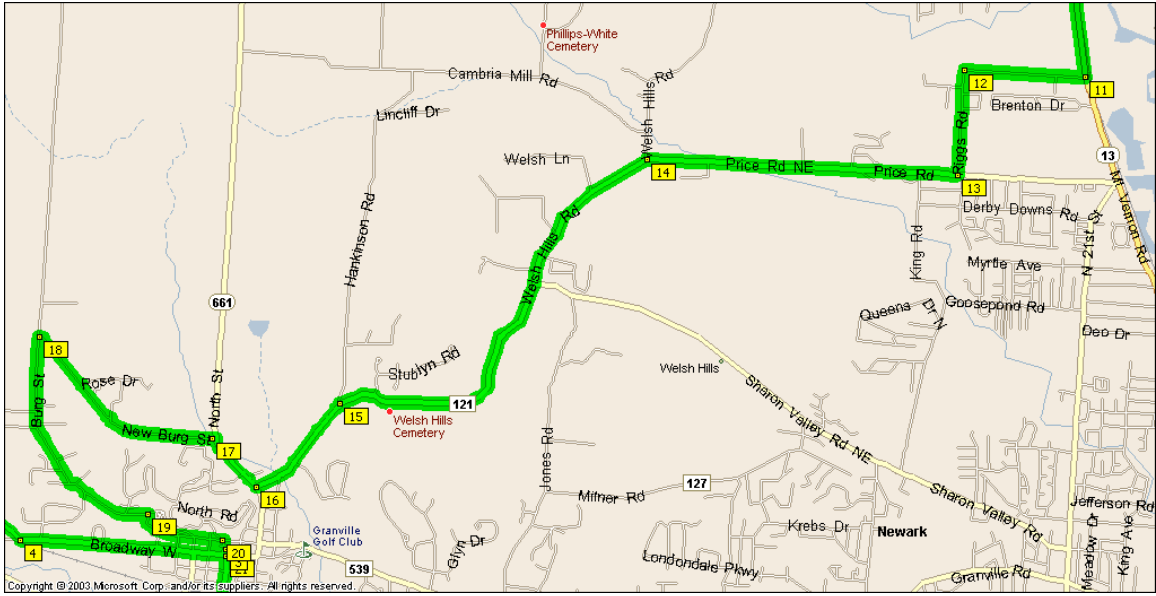 Phillips-White
Cemetery
Cambria Mill Rd
Welsh Hills Rd
12
11
Brenton Dr
Lincliff Dr
Riggs Rd
13
Welsh Ln
14
Price Rd NE
Price Rd
13
Mt Vernon Rd
Derby Downs Rd
N 21st St
Hankinson Rd
Welsh Hills Rd
King Rd
Myrtle Ave
661
Queens Dr N
Goosepond Rd
Deo Dr
18
Stublyn Rd
Welsh Hills
Rose Dr
Burg St
North St
15
121
Welsh Hills
Cemetery
Sharon Valley Rd NE
New Burg St
17
Jones Rd
16
Milner Rd
127
Sharon Valley Rd
Jefferson Rd
19
North Rd
Granville
Golf Club
Glyn Dr
Krebs Dr
Newark
Meadow Dr
King Ave
4
Broadway W
20
3
539
Londondale Pkwy
Granville Rd
Copyright © 2003 Microsoft Corp. and/or its suppliers. All rights reserved.